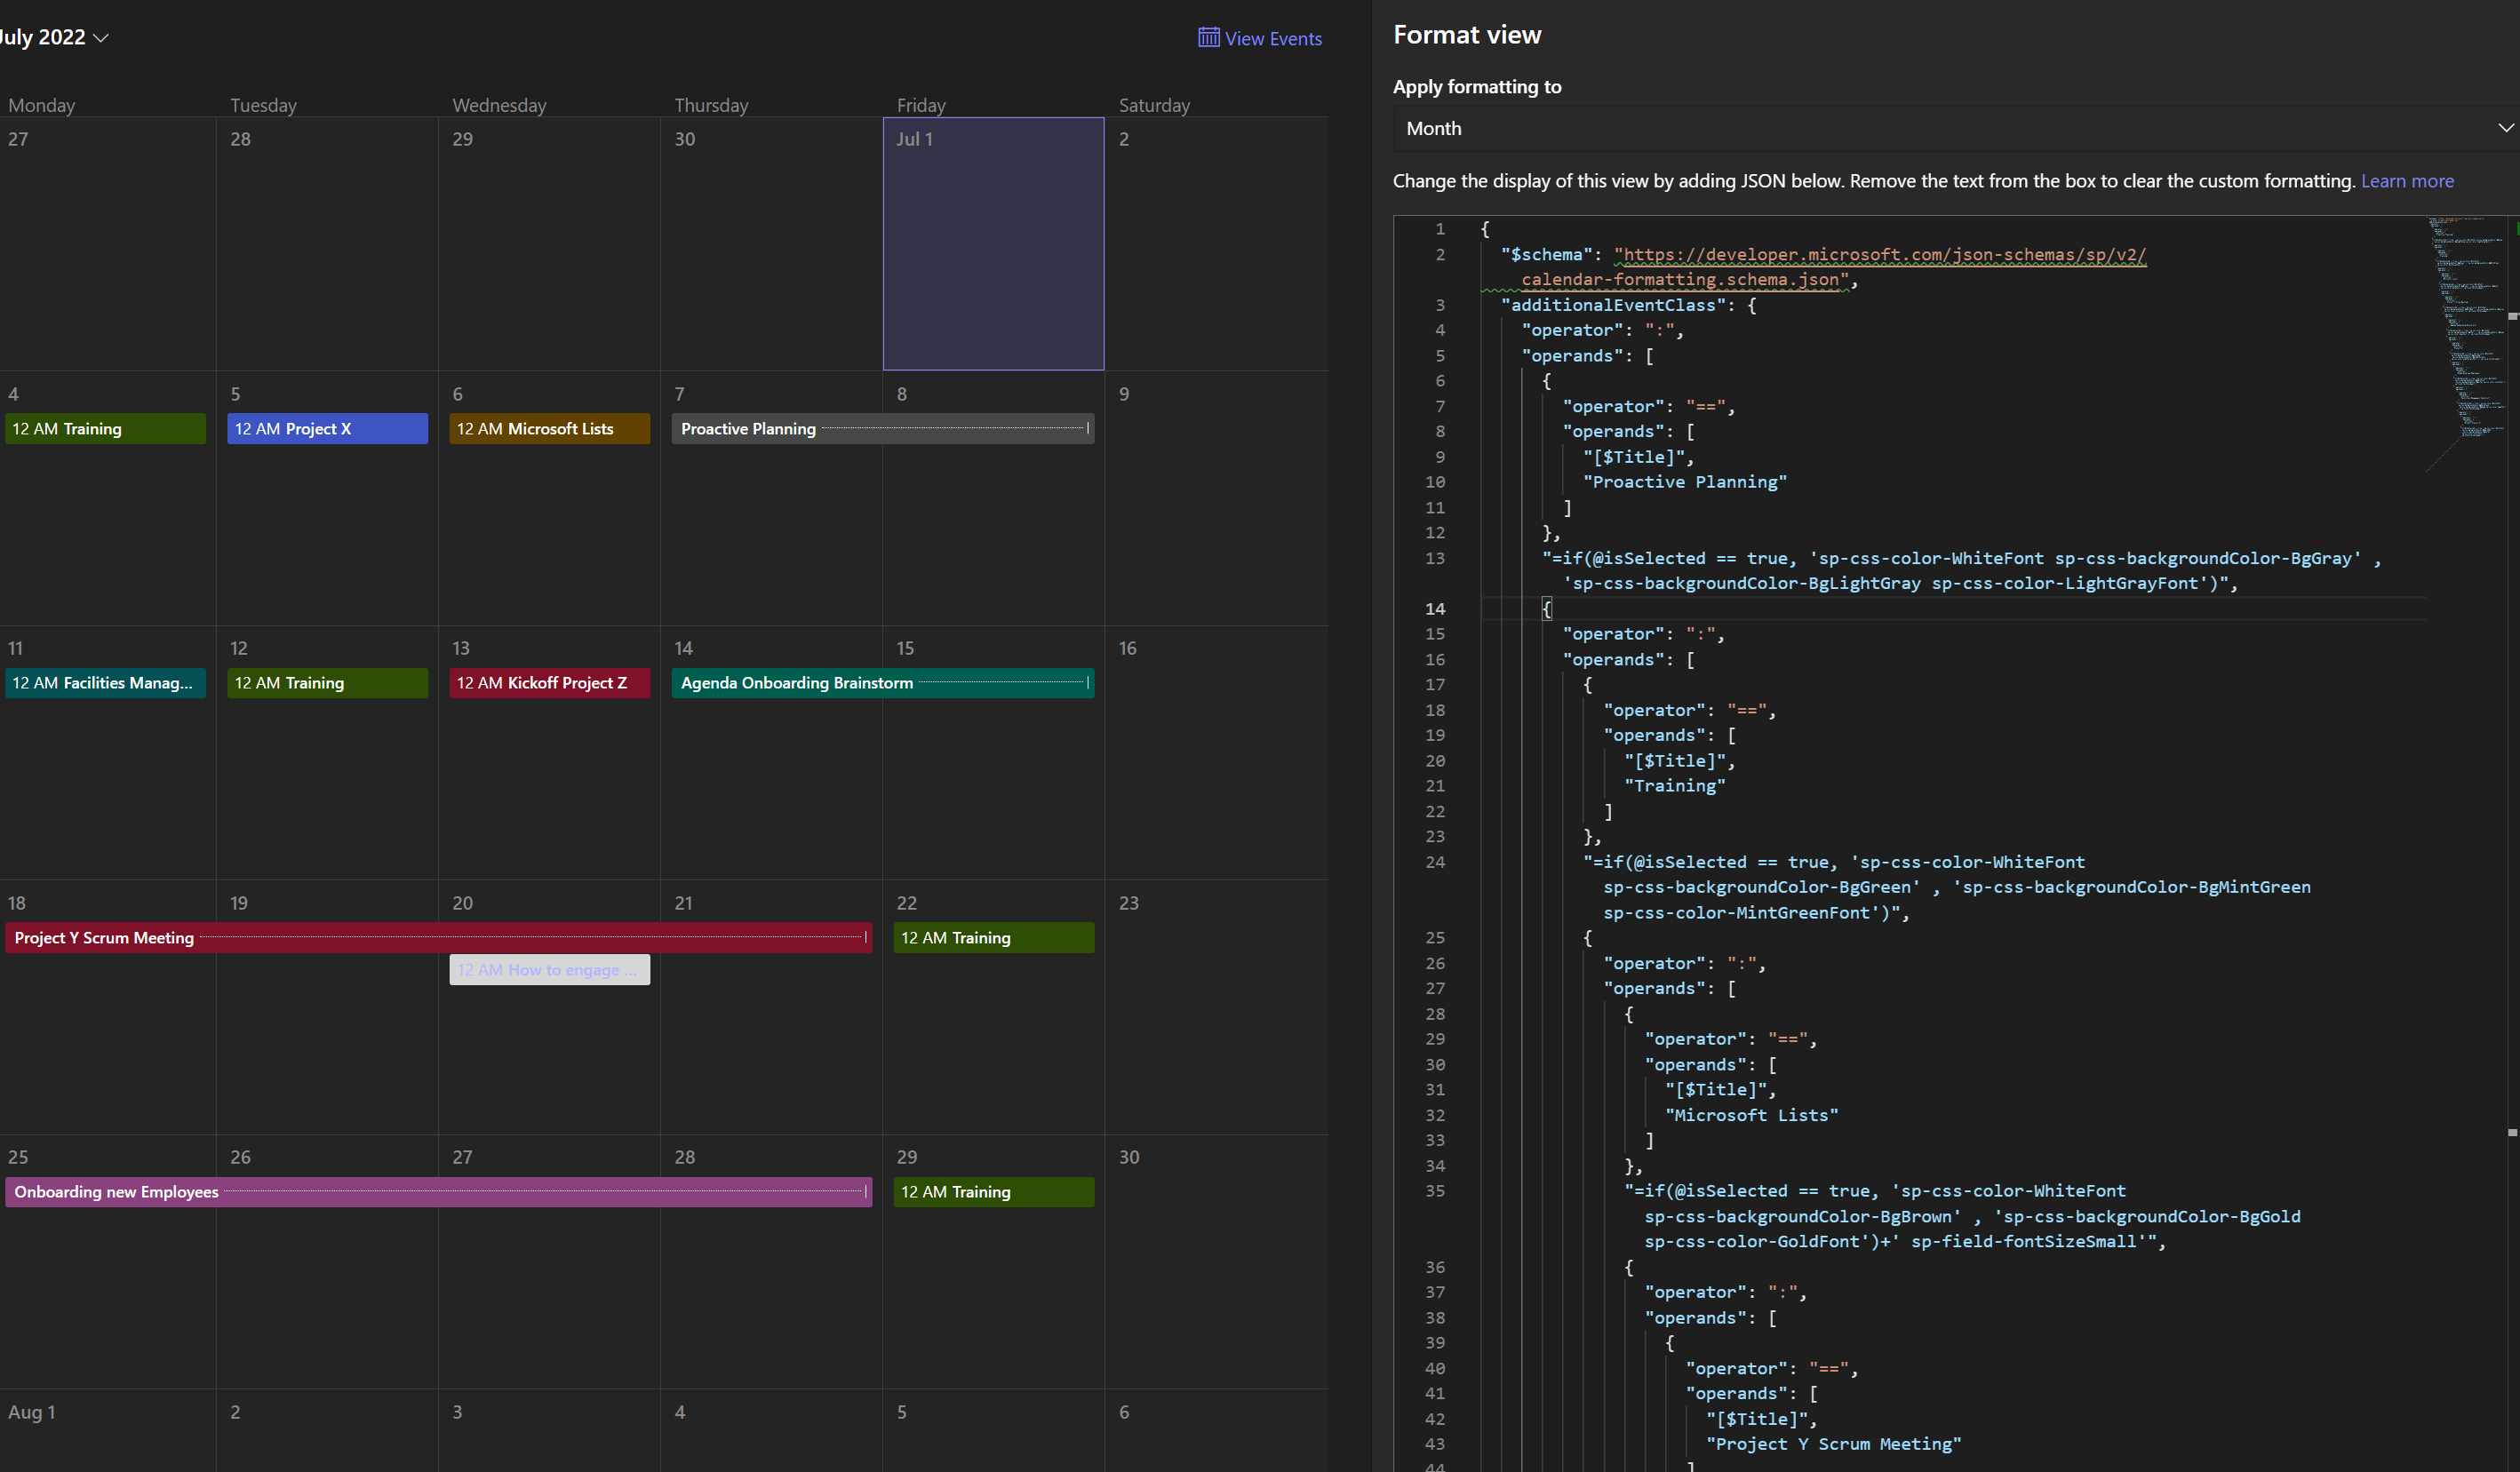 July 2022
View Events
Monday Tuesday Wednesday Thursday Friday Saturday
27 28 29 30 Jul 1 2
4 5 6 7 8 9
12 AM Training 12 AM Project X 12 AM Microsoft Lists Proactive Planning
11 12 13 14 15 16
12 AM Facilities Manag... 12 AM Training 12 AM Kickoff Project Z Agenda Onboarding Brainstorm
18 19 20 21 22 23
Project Y Scrum Meeting 12 AM Training
12 AM How to engage ...
25 26 27 28 29 30
Onboarding new Employees 12 AM Training
Aug 1 2 3 4 5 6
Format view
Apply formatting to
Month
Change the display of this view by adding JSON below. Remove the text from the box to clear the custom formatting. Learn more
1 {
2 "$schema": "https://developer.microsoft.com/json-schemas/sp/v2/
calendar-formatting.schema.json",
3 "additionalEventClass": {
4 "operator": ":",
5 "operands": [
6 {
7 "operator": "==",
8 "operands": [
9 "[$Title]",
10 "Proactive Planning"
11 ]
12 },
13 "=if(@isSelected == true, 'sp-css-color-WhiteFont sp-css-backgroundColor-BgGray' ,
'sp-css-backgroundColor-BgLightGray sp-css-color-LightGrayFont')",
14 {
15 "operator": ":",
16 "operands": [
17 {
18 "operator": "==",
19 "operands": [
20 "[$Title]",
21 "Training"
22 ]
23 },
24 "=if(@isSelected == true, 'sp-css-color-WhiteFont
sp-css-backgroundColor-BgGreen' , 'sp-css-backgroundColor-BgMintGreen
sp-css-color-MintGreenFont')",
25 {
26 "operator": ":",
27 "operands": [
28 {
29 "operator": "==",
30 "operands": [
31 "[$Title]",
32 "Microsoft Lists"
33 ]
34 },
35 "=if(@isSelected == true, 'sp-css-color-WhiteFont
sp-css-backgroundColor-BgBrown' , 'sp-css-backgroundColor-BgGold
sp-css-color-GoldFont')+' sp-field-fontSizeSmall'",
36 {
37 "operator": ":",
38 "operands": [
39 {
40 "operator": "==",
41 "operands": [
42 "[$Title]",
43 "Project Y Scrum Meeting"
44 ]